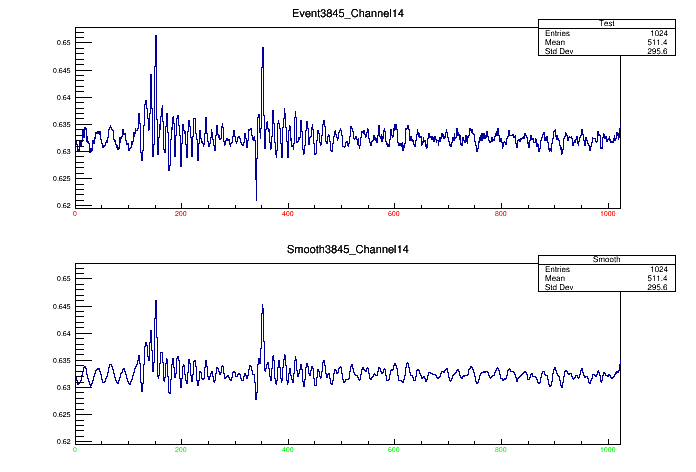 Event3845_Channel14
Test
Entries 1024
Mean 511.4
Std Dev 295.6
0.65
0.645
0.64
0.635
0.63
0.625
0.62
0 200 400 600 800 1000
Smooth3845_Channel14
Smooth
Entries 1024
Mean 511.4
Std Dev 295.6
0.65
0.645
0.64
0.635
0.63
0.625
0.62
0 200 400 600 800 1000